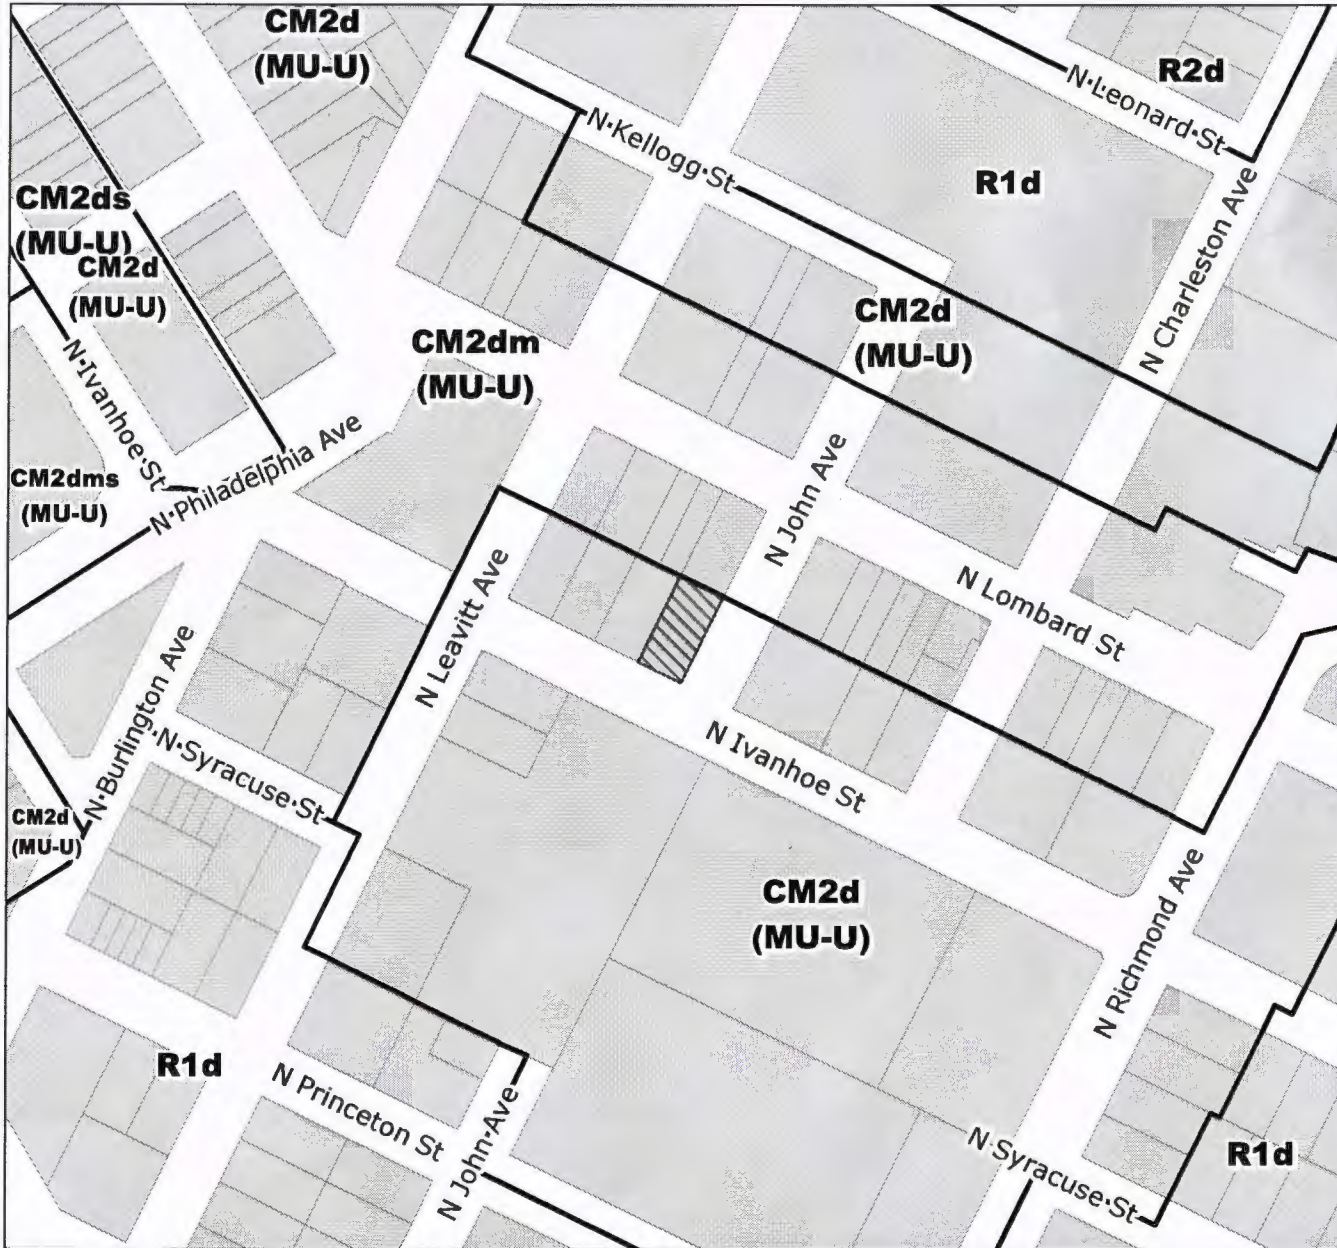 CM2d
(MU-U)
N Leonard St
R2d
N Kellogg St
R1d
CM2ds
(MU-U)
CM2d
(MU-U)
N Charleston Ave
CM2d
(MU-U)
CM2dm
(MU-U)
N Ivanhoe St
N Philadelphia Ave
CM2dms
(MU-U)
N John Ave
N Lombard St
N Leavitt Ave
N Burlington Ave
N Syracuse St
N Ivanhoe St
CM2d
(MU-U)
CM2d
(MU-U)
N Richmond Ave
R1d
N Princeton St
N John Ave
N Syracuse St
R1d